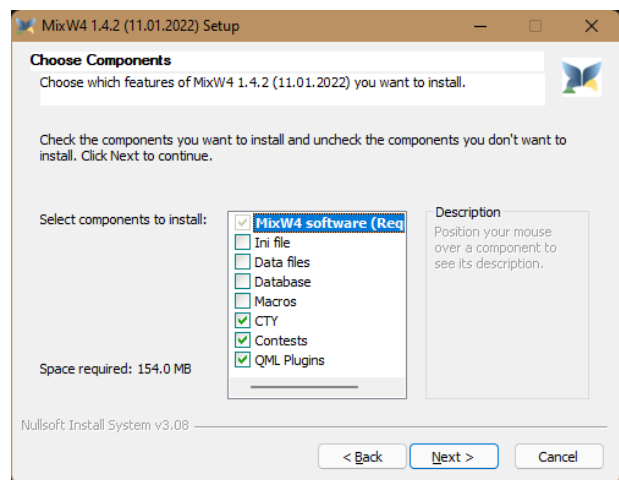 MixW4 1.4.2 (11.01.2022) Setup
Choose Components
Choose which features of MixW4 1.4.2 (11.01.2022) you want to install.
Check the components you want to install and uncheck the components you don't want to
install. Click Next to continue.
Select components to install:
MixW4 software (Req
Ini file
Data files
Database
Macros
CTY
Contests
QML Plugins
Description
Position your mouse
over a component to
see its description.
Space required: 154.0 MB
Nullsoft Install System v3.08
< Back
Next >
Cancel